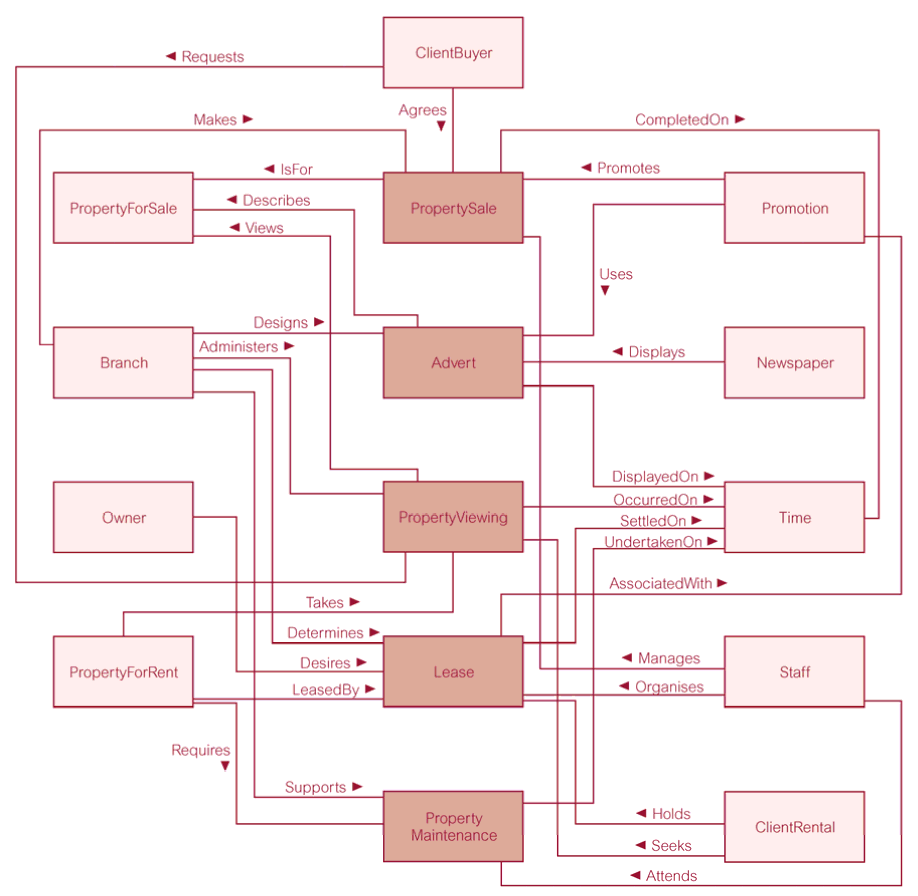 ClientBuyer
◄ Requests
Agrees
▼
Makes ►
CompletedOn ►
◄ IsFor
◄ Promotes
PropertyForSale
◄ Describes
PropertySale
Promotion
◄ Views
Uses
▼
Designs ►
Administers ►
◄ Displays
Branch
Advert
Newspaper
DisplayedOn ►
OccurredOn ►
Owner
PropertyViewing
SettledOn ►
Time
UndertakenOn ►
AssociatedWith ►
Takes ►
Determines ►
◄ Manages
Desires ►
PropertyForRent
Lease
Staff
LeasedBy ►
◄ Organises
Requires
▼
Supports ►
◄ Holds
Property
Maintenance
ClientRental
◄ Seeks
◄ Attends